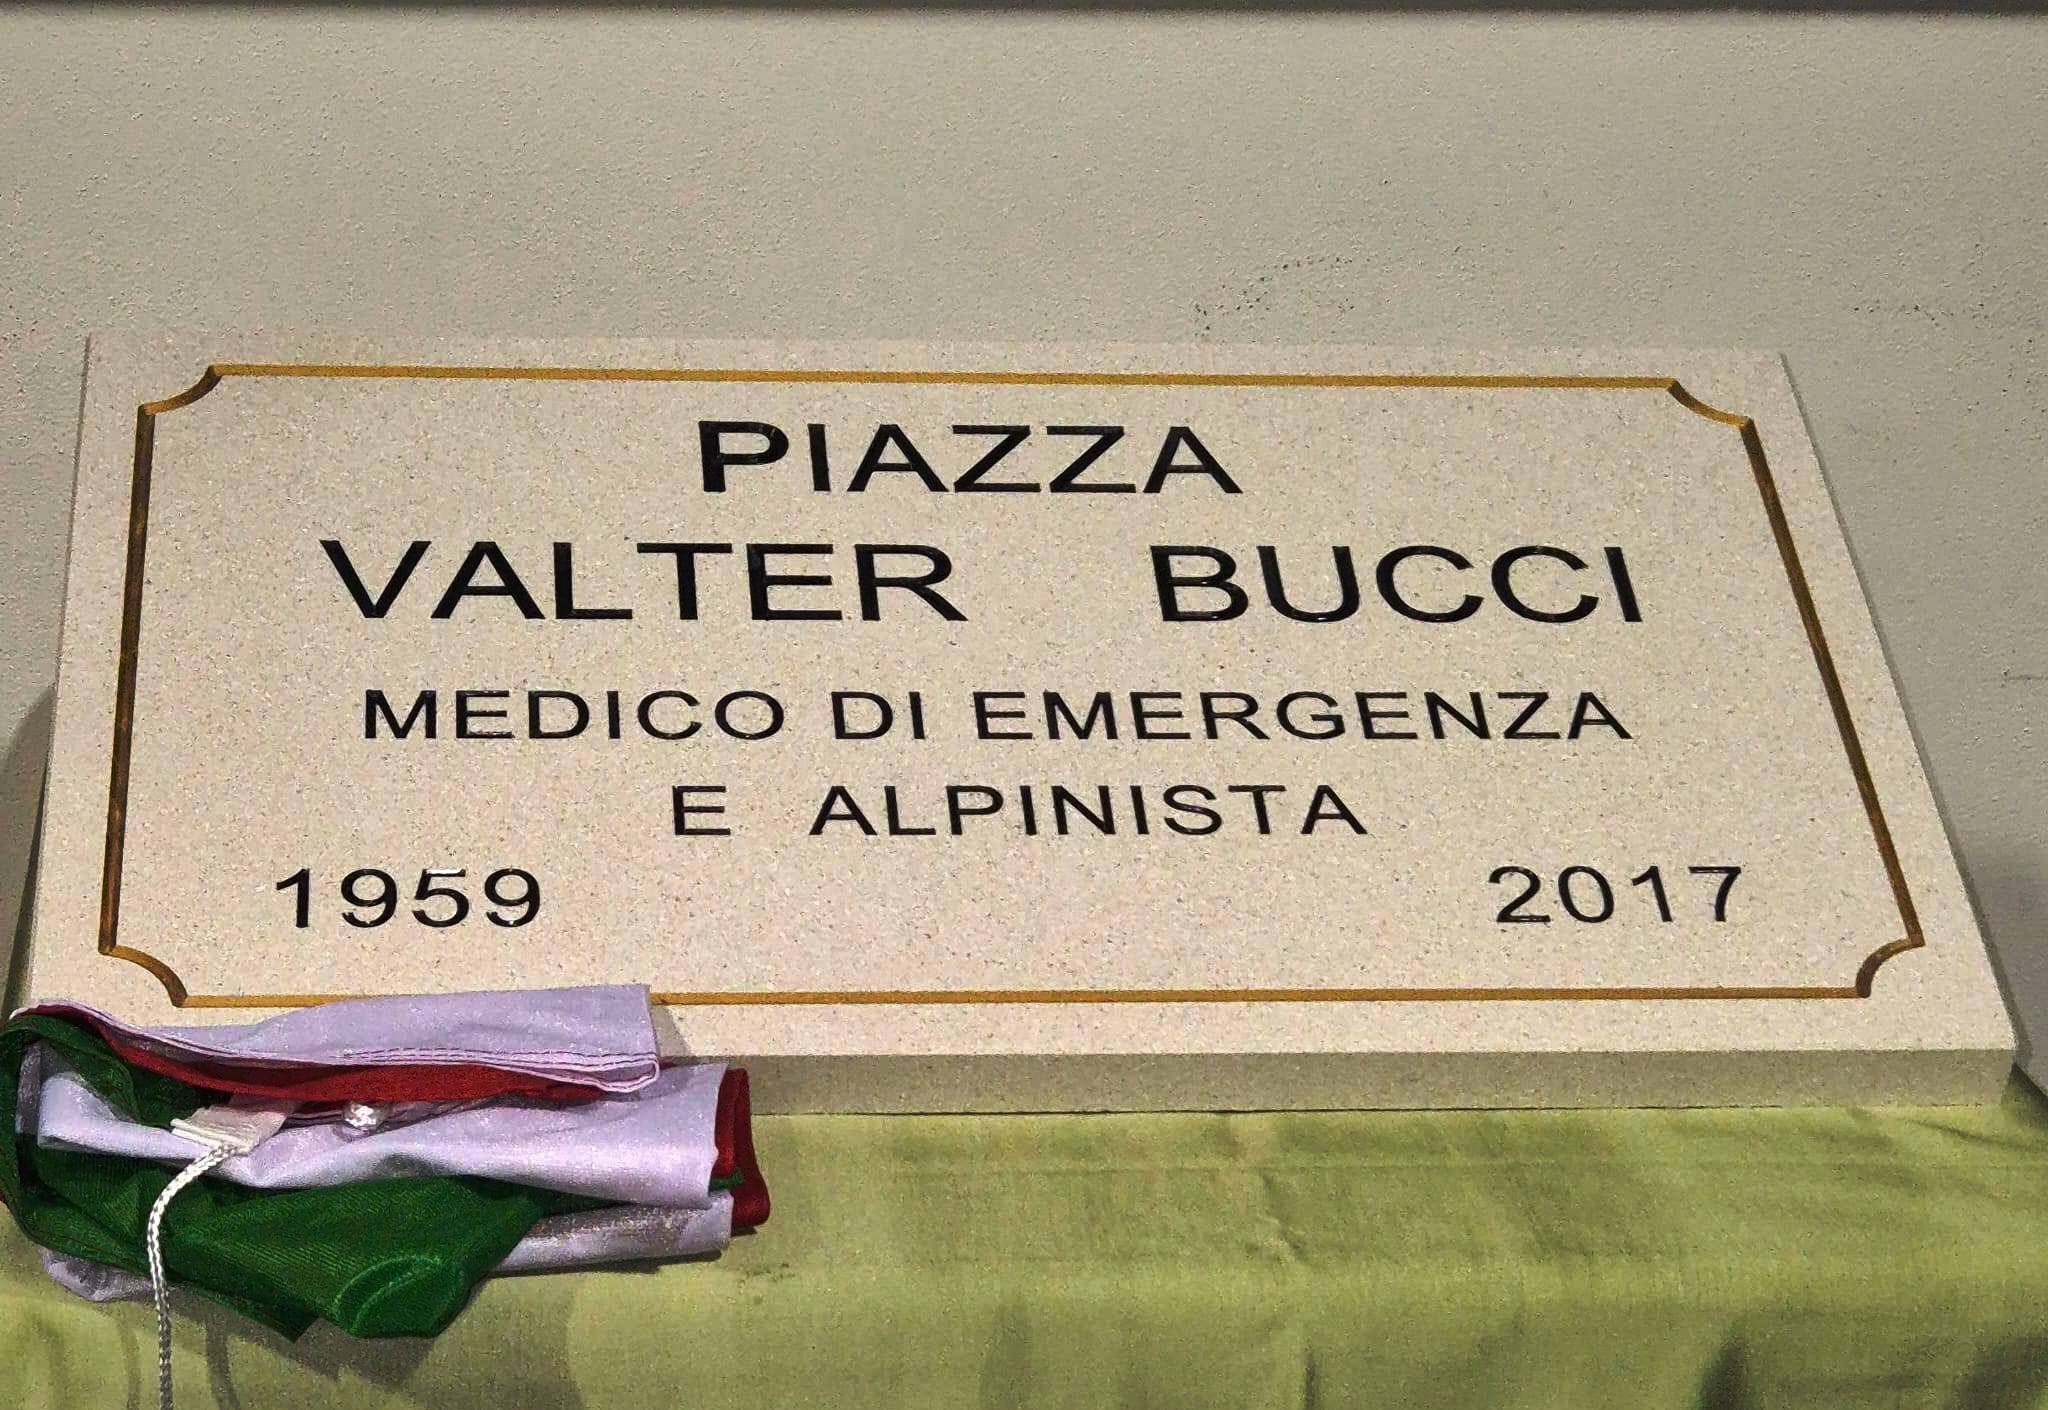 PIAZZA
VALTER BUCCI
MEDICO DI EMERGENZA
E ALPINISTA
1959 2017